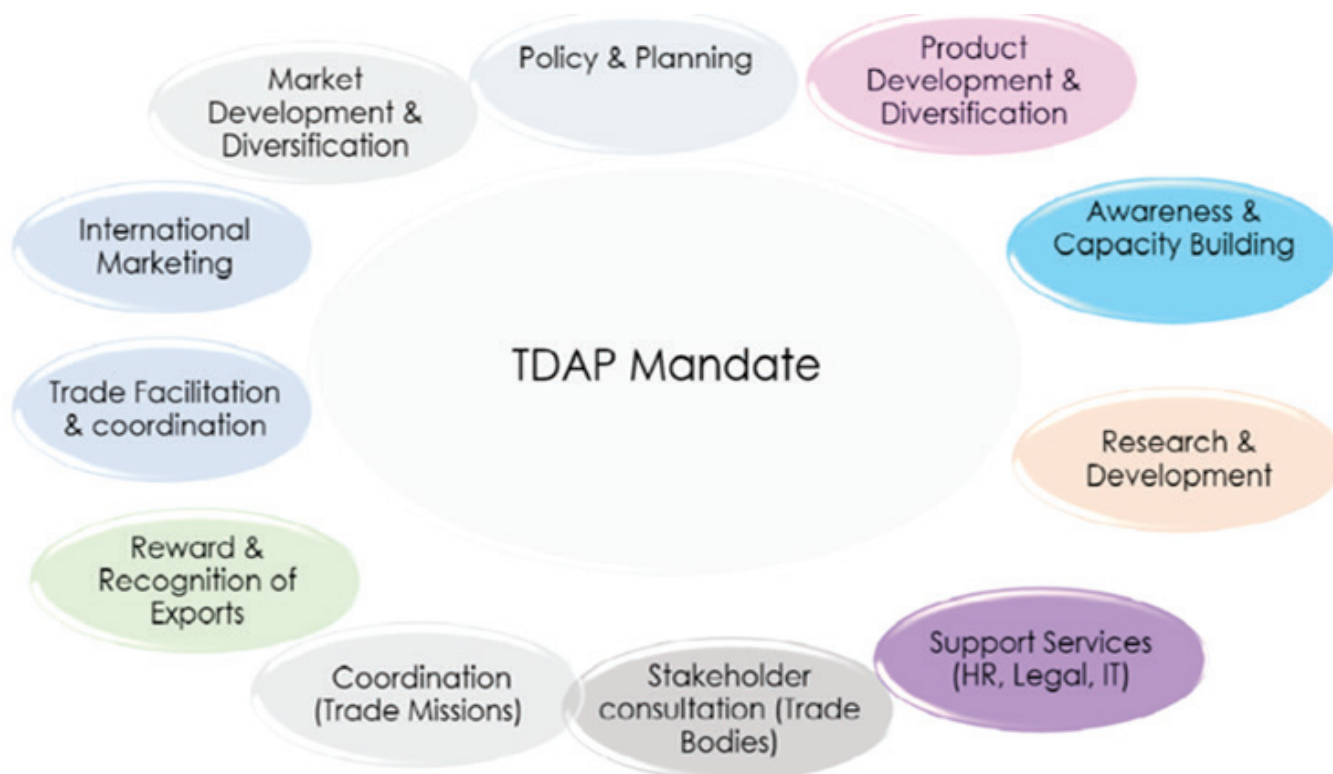 Policy & Planning
Product
Development &
Diversification
Awareness &
Capacity Building
Research &
Development
Support Services
(HR, Legal, IT)
Stakeholder
consultation (Trade
Bodies)
Coordination
(Trade Missions)
Reward &
Recognition of
Exports
Trade Facilitation
& coordination
International
Marketing
Market
Development &
Diversification
TDAP Mandate